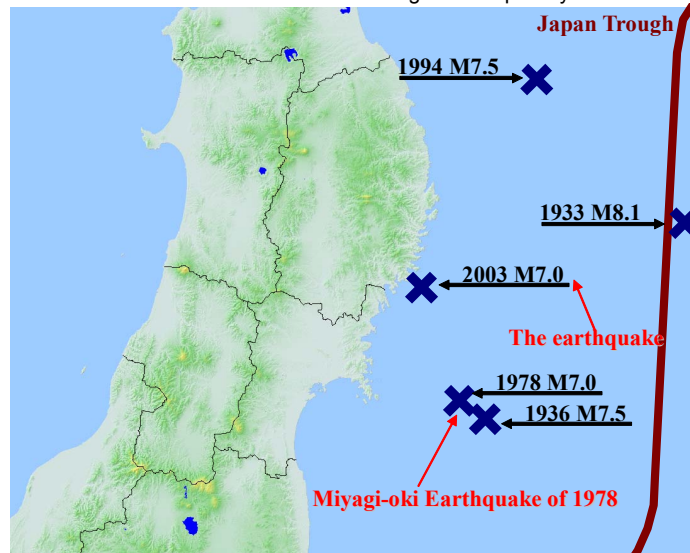 Japan Trough
1994 M7.5
1933 M8.1
2003 M7.0
The earthquake
1978 M7.0
1936 M7.5
Miyagi-oki Earthquake of 1978